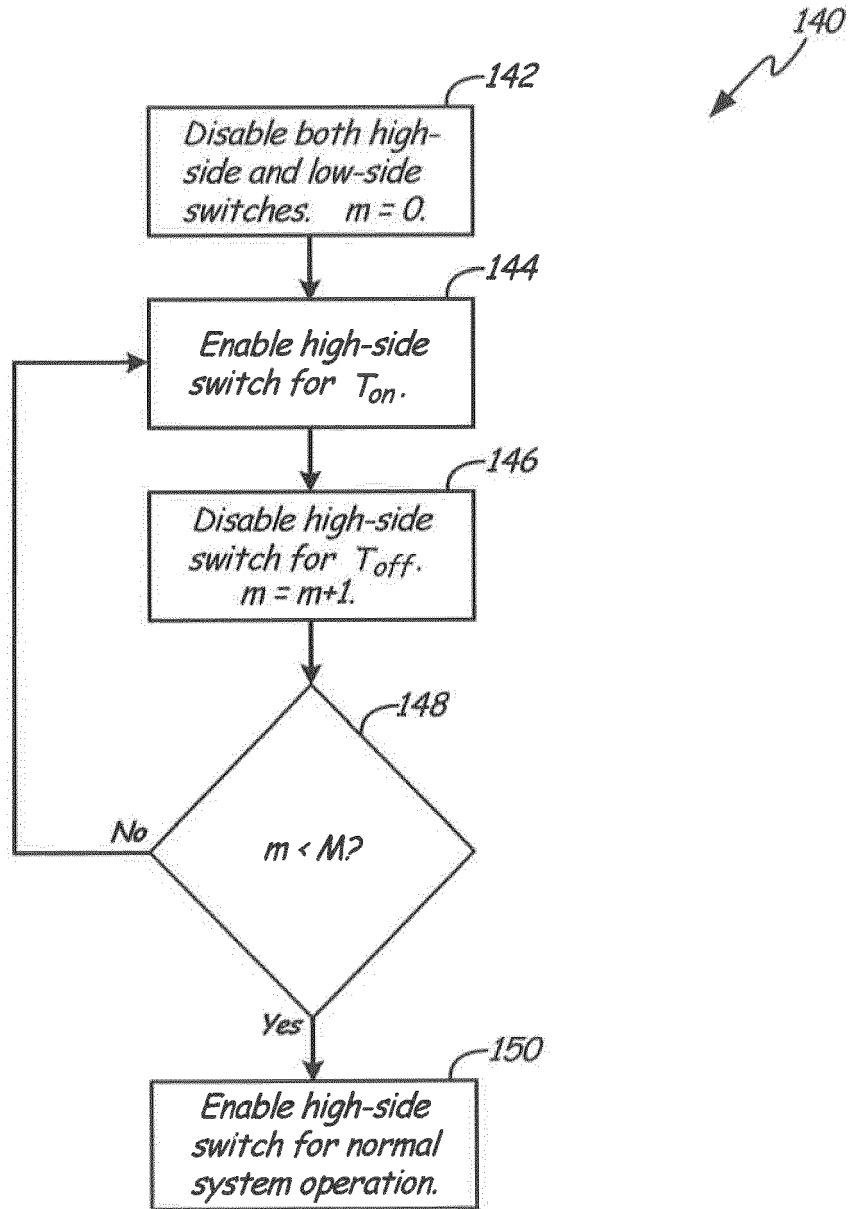 140
142
Disable both high-
side and low-side
switches. m = 0.
144
Enable high-side
switch for Ton.
146
Disable high-side
switch for Toff.
m = m+1.
148
m < M?
No
Yes
150
Enable high-side
switch for normal
system operation.